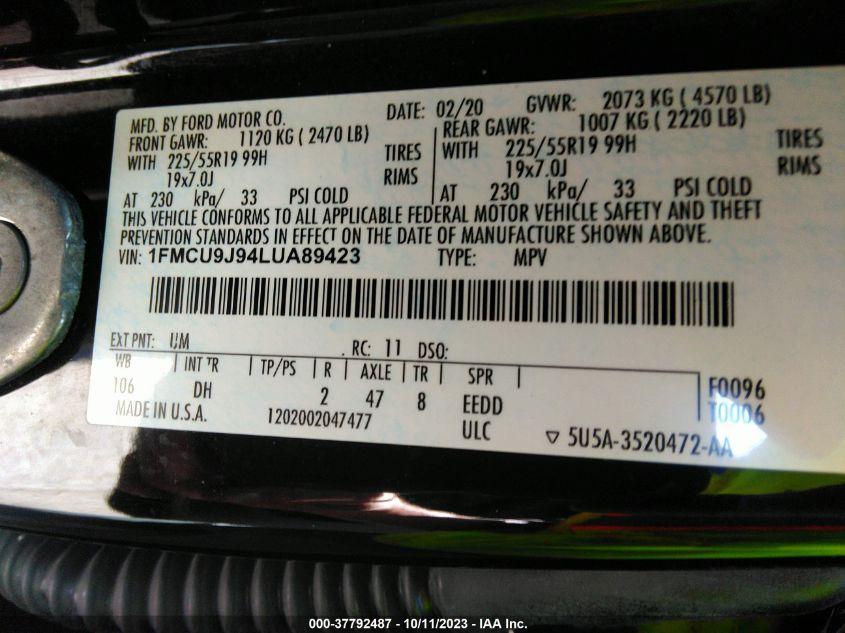 MFD. BY FORD MOTOR CO. DATE: 02/20 GVWR: 2073 KG ( 4570 LB)
FRONT GAWR: 1120 KG ( 2470 LB) REAR GAWR: 1007 KG ( 2220 LB)
WITH 225/55R19 99H TIRES WITH 225/55R19 99H TIRES
19x7.0J RIMS 19x7.0J RIMS
AT 230 kPa/ 33 PSI COLD AT 230 kPa/ 33 PSI COLD
THIS VEHICLE CONFORMS TO ALL APPLICABLE FEDERAL MOTOR VEHICLE SAFETY AND THEFT
PREVENTION STANDARDS IN EFFECT ON THE DATE OF MANUFACTURE SHOWN ABOVE.
VIN: 1FMCU9J94LUA89423 TYPE: MPV
EXT PNT: UM RC: 11 DSO:
WB INT TR TP/PS R AXLE TR SPR F0096
106 DH 2 47 8 EEDD T0006
MADE IN U.S.A. 1202002047477 ULC ▽ 5U5A-3520472-AA
000-37792487 - 10/11/2023 - IAA Inc.